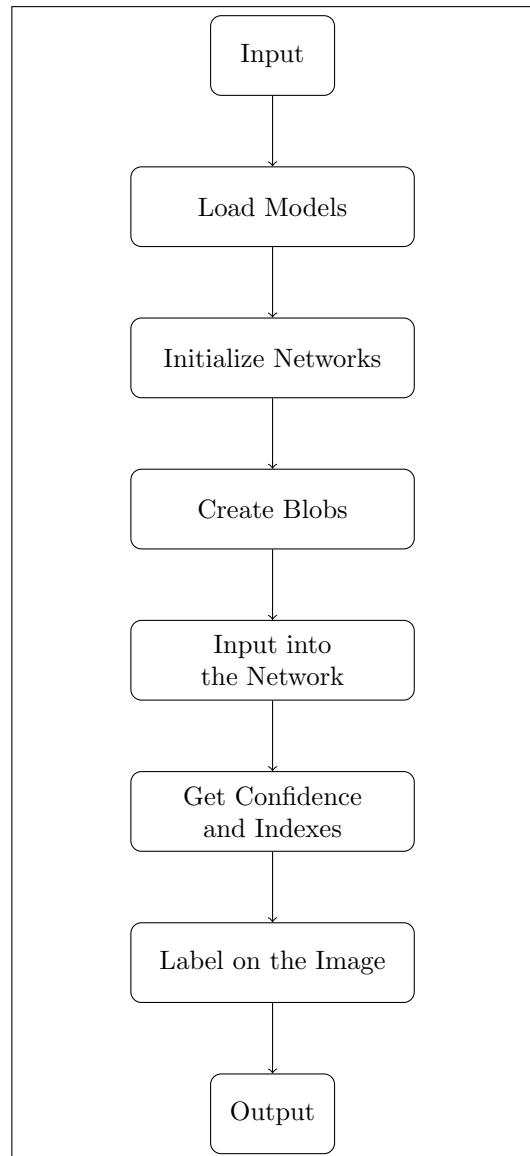 Input
Load Models
Initialize Networks
Create Blobs
Input into
the Network
Get Confidence
and Indexes
Label on the Image
Output